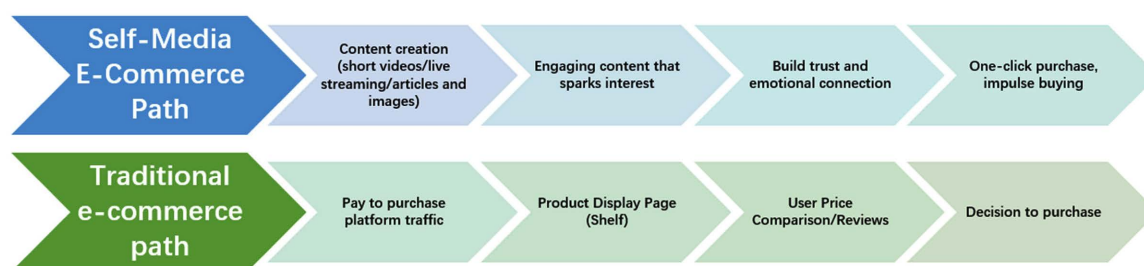 Self-Media
E-Commerce
Path
Content creation
(short videos/live
streaming/articles and
images)
Engaging content that
sparks interest
Build trust and
emotional connection
One-click purchase,
impulse buying
Traditional
e-commerce
path
Pay to purchase
platform traffic
Product Display Page
(Shelf)
User Price
Comparison/Reviews
Decision to purchase